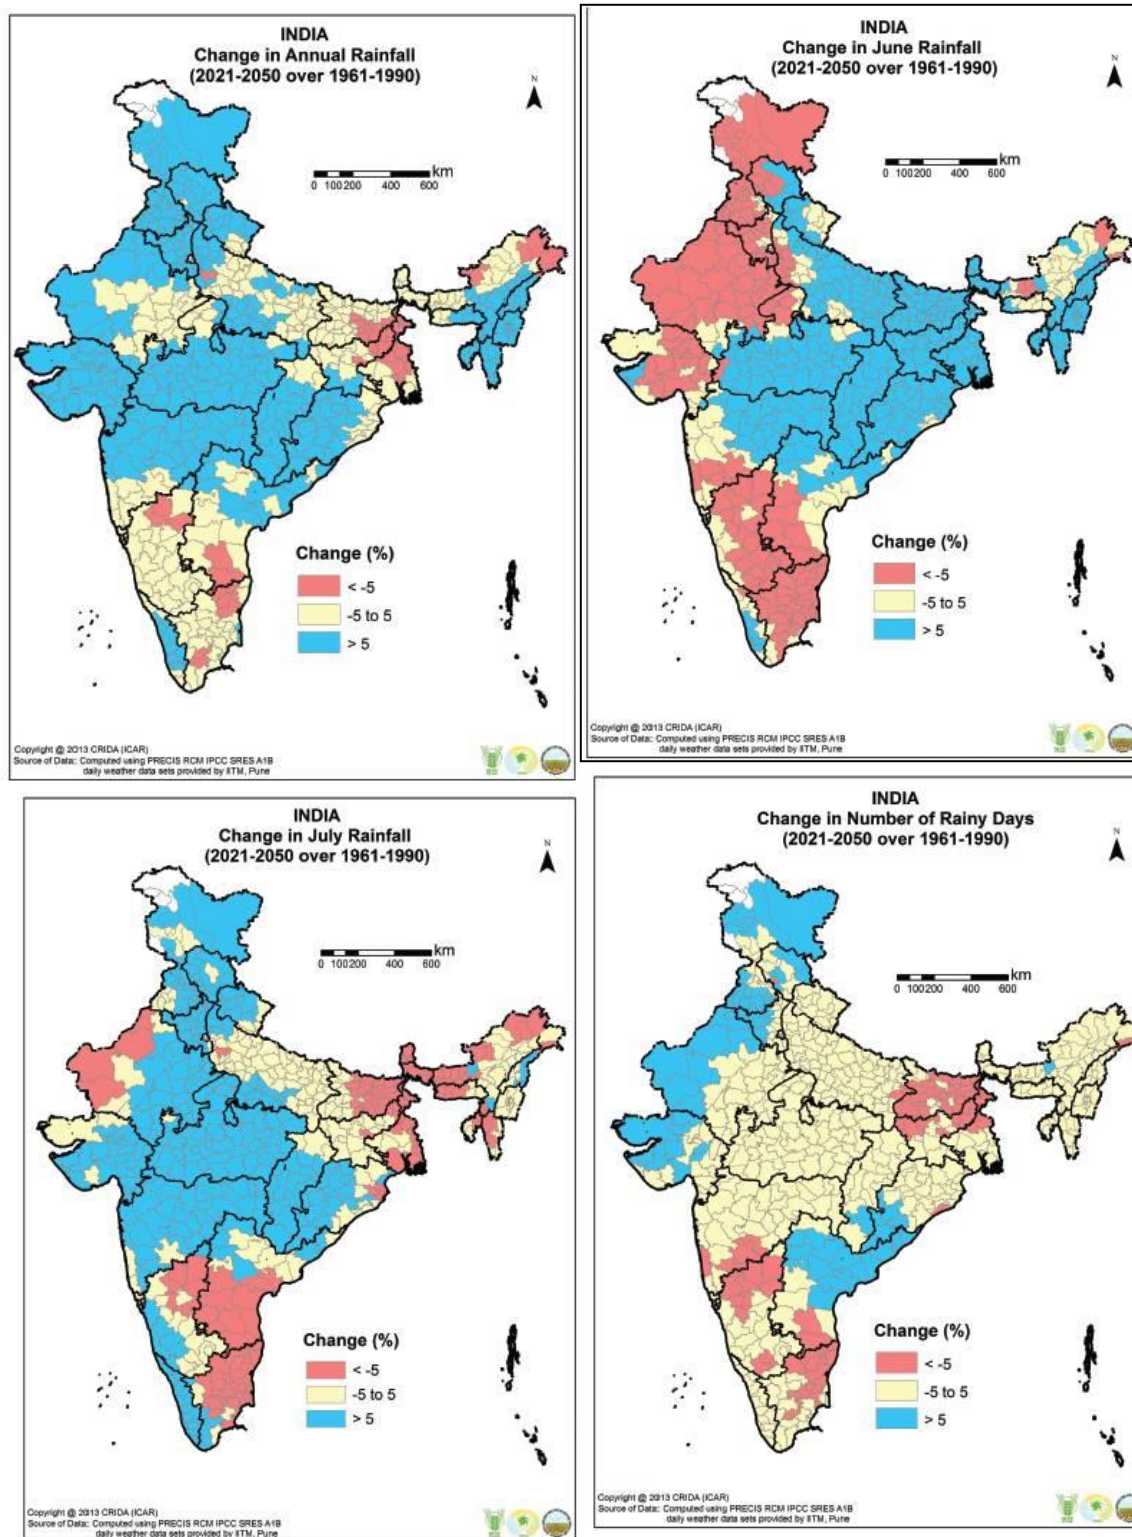 INDIA
Change in Annual Rainfall
(2021-2050 over 1961-1990)
N
km
0 100200 400 600
Change (%)
< -5
-5 to 5
> 5
Copyright @ 2013 CRIDA (ICAR)
Source of Data: Computed using PRECIS RCM IPCC SRES A1B
daily weather data sets provided by IITM, Pune
INDIA
Change in June Rainfall
(2021-2050 over 1961-1990)
N
km
0 100200 400 600
Change (%)
< -5
-5 to 5
> 5
Copyright @ 2013 CRIDA (ICAR)
Source of Data: Computed using PRECIS RCM IPCC SRES A1B
daily weather data sets provided by IITM, Pune
INDIA
Change in July Rainfall
(2021-2050 over 1961-1990)
N
km
0 100200 400 600
Change (%)
< -5
-5 to 5
> 5
Copyright @ 2013 CRIDA (ICAR)
Source of Data: Computed using PRECIS RCM IPCC SRES A1B
daily weather data sets provided by IITM, Pune
INDIA
Change in Number of Rainy Days
(2021-2050 over 1961-1990)
N
km
0 100200 400 600
Change (%)
< -5
-5 to 5
> 5
Copyright @ 2013 CRIDA (ICAR)
Source of Data: Computed using PRECIS RCM IPCC SRES A1B
daily weather data sets provided by IITM, Pune